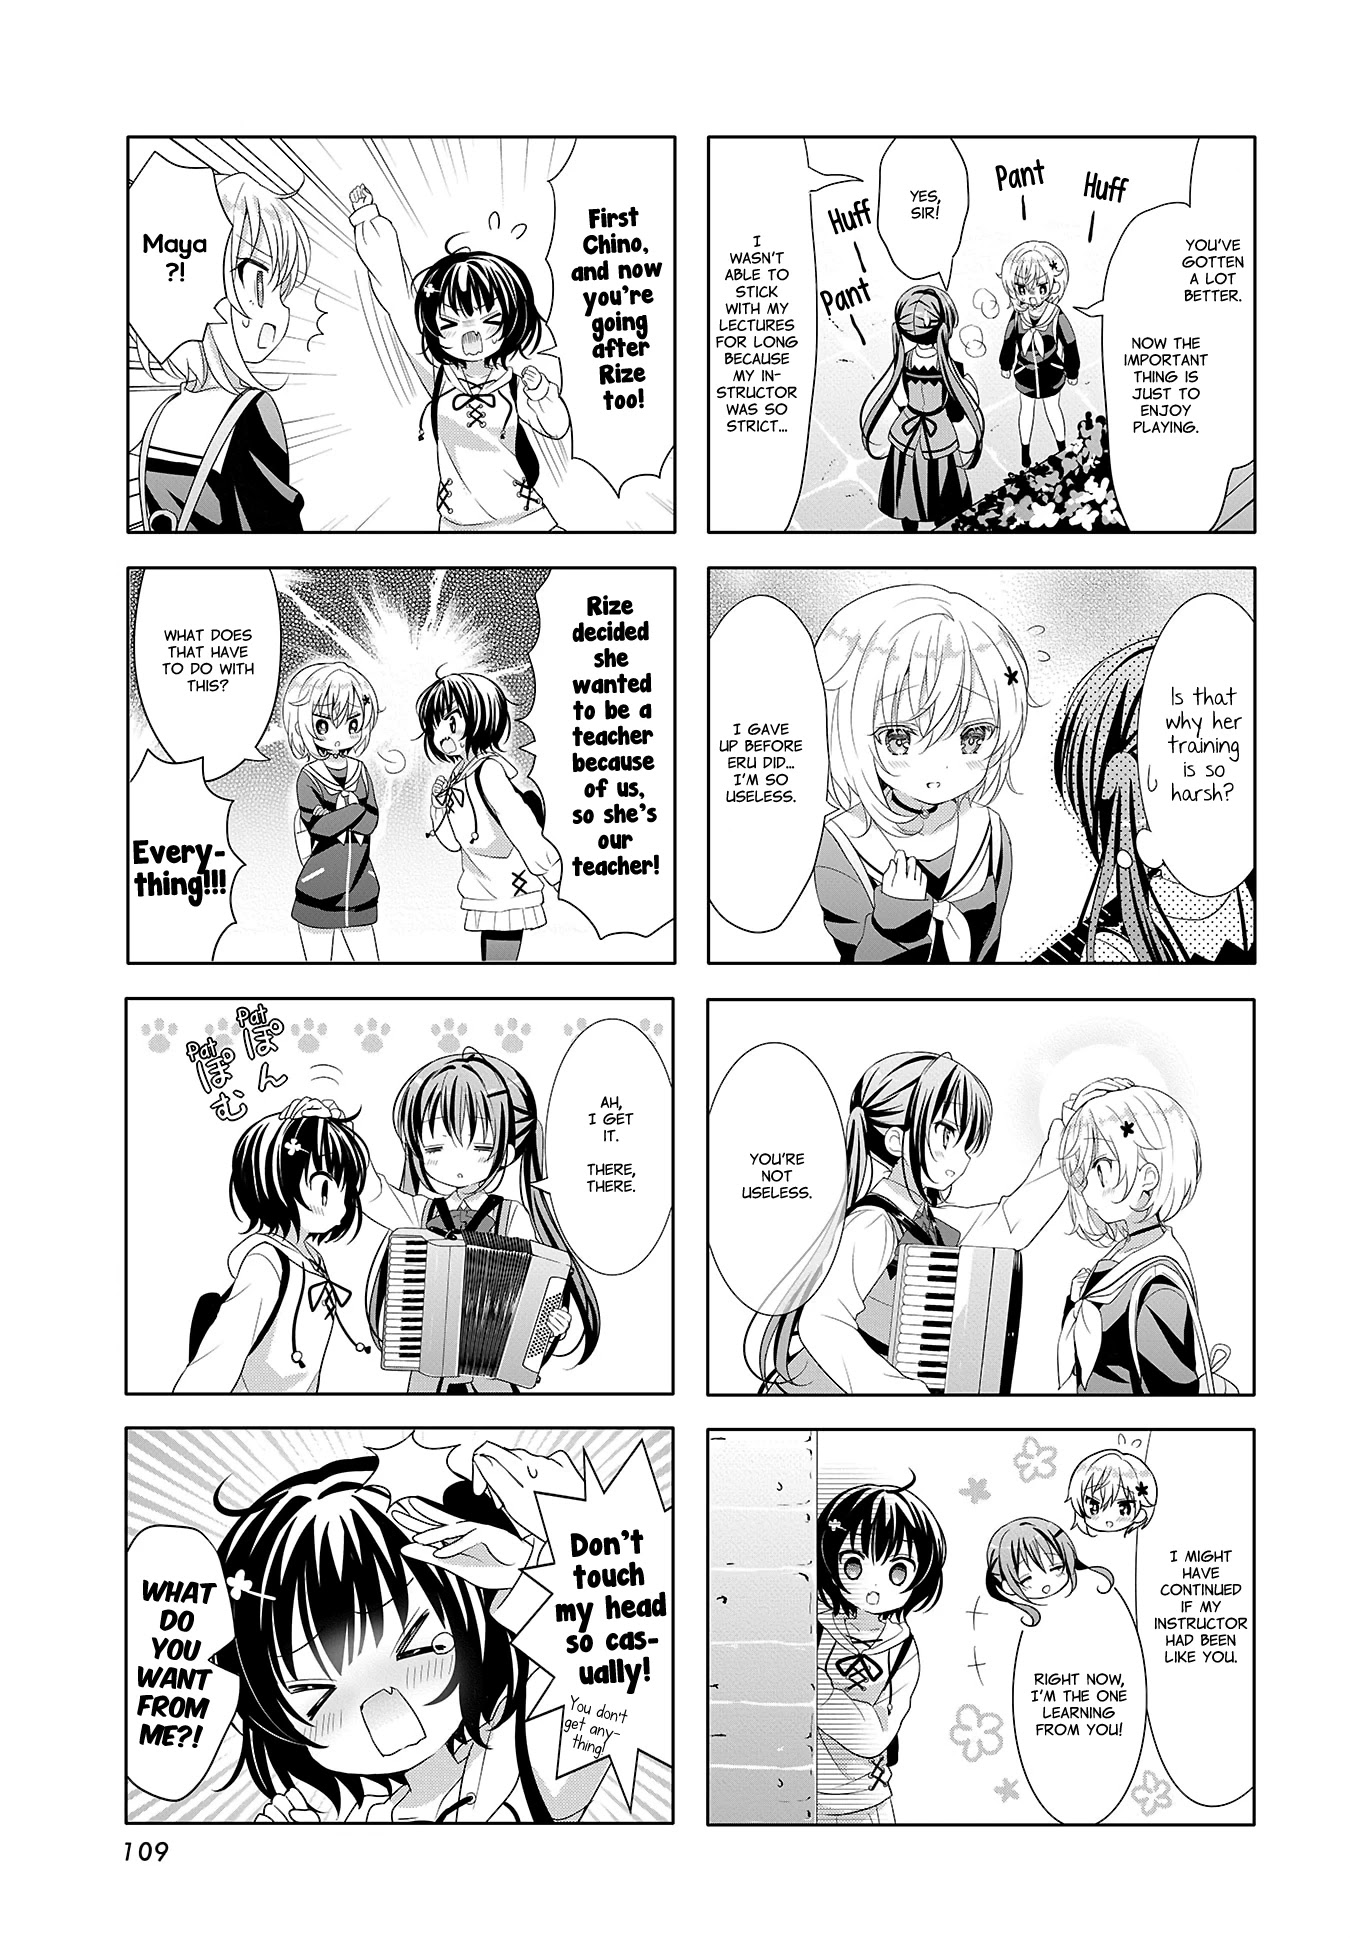 YOU'VE
GOTTEN
A LOT
BETTER.
NOW THE
IMPORTANT
THING IS
JUST TO
ENJOY
PLAYING.
Huff
Pant
YES,
SIR!
Huff
Pant
I
WASN'T
ABLE TO
STICK
WITH MY
LECTURES
FOR LONG
BECAUSE
MY IN-
STRUCTOR
WAS SO
STRICT...
Is that
why her
training
is so
harsh?
I GAVE
UP BEFORE
ERU DID...
I'M SO
USELESS.
YOU'RE
NOT
USELESS.
I MIGHT
HAVE
CONTINUED
IF MY
INSTRUCTOR
HAD BEEN
LIKE YOU.
RIGHT NOW,
I'M THE ONE
LEARNING
FROM YOU!
First
Chino,
and now
you're
going
after
Rize
too!
Maya
?!
Rize
decided
she
wanted
to be a
teacher
because
of us,
so she's
our
teacher!
WHAT DOES
THAT HAVE
TO DO WITH
THIS?
Every-
thing!!!
AH,
I GET
IT.
THERE,
THERE.
Pat
ぽん
Pat
ぽむ
Don't
touch
my head
so cas-
ually!
You don't
get any-
thing!
WHAT
DO
YOU
WANT
FROM
ME?!
109